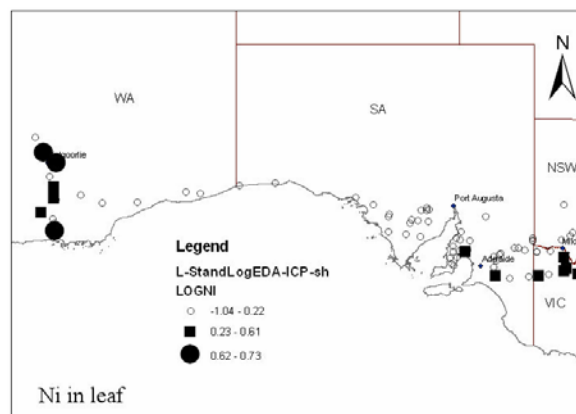 N
WA
SA
NSW
Port Augusta
Adelaide
VIC
Legend
L-StandLogEDA-ICP-sh
LOGNI
-1.04 - 0.22
0.23 - 0.61
0.62 - 0.73
Ni in leaf